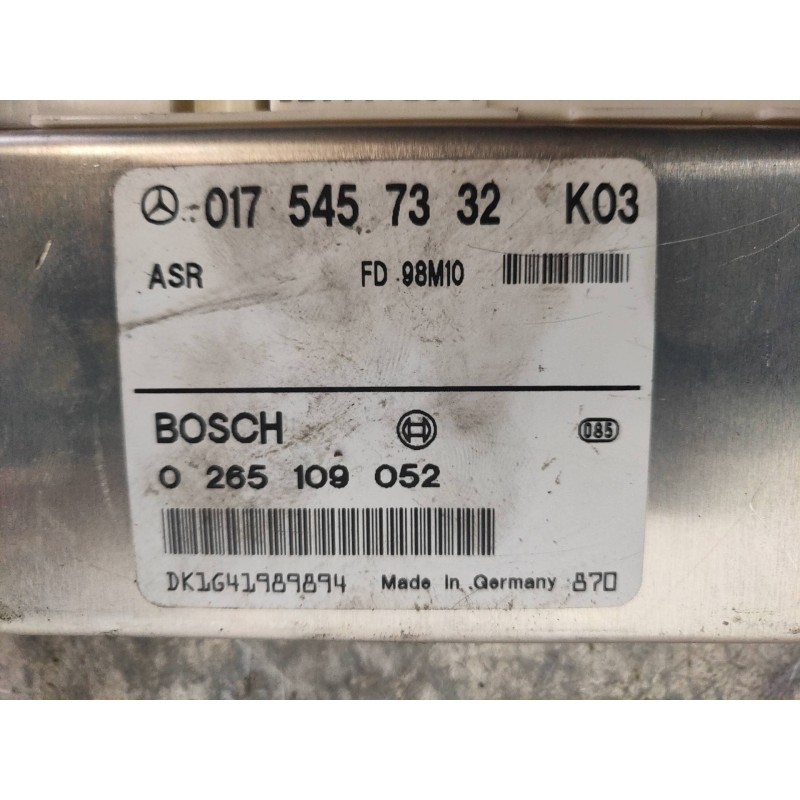 017 545 73 32 K03
ASR FD 98M10
BOSCH 085
0 265 109 052
DK1G41989894 Made in Germany 870